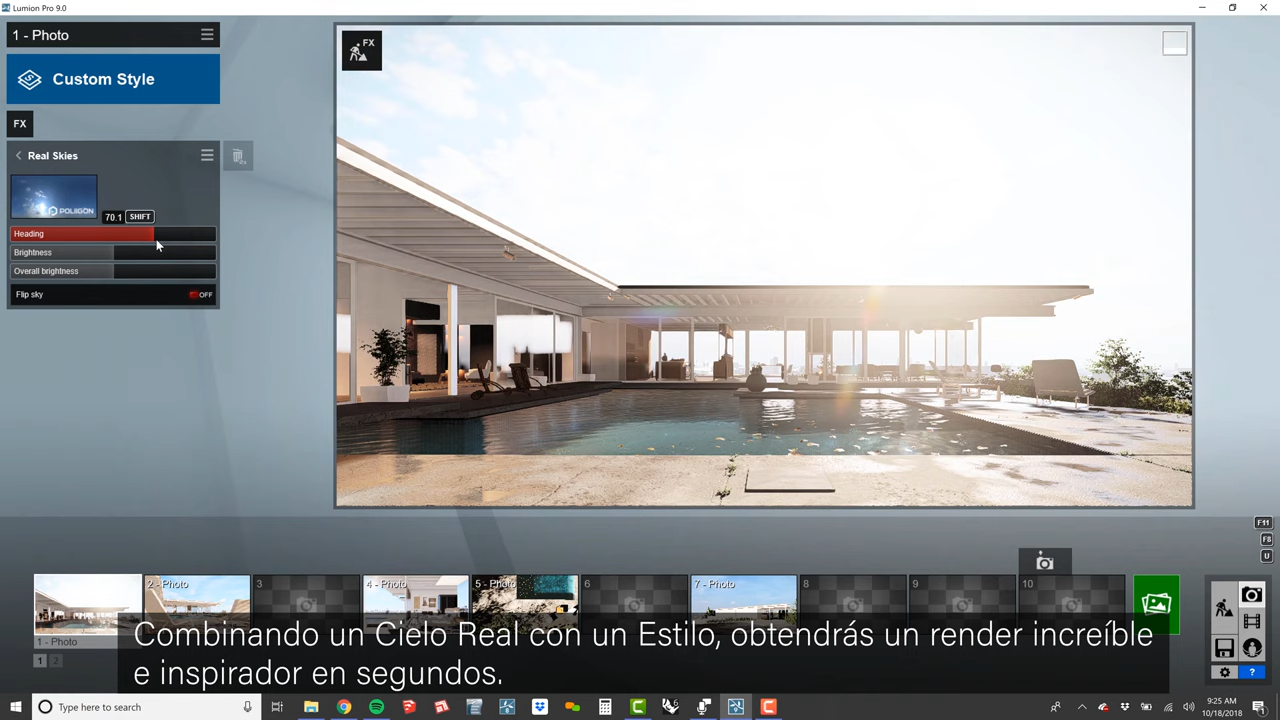 Lumion Pro 9.0
1 - Photo
FX
Custom Style
FX
Real Skies
POLIIGON
70.1 SHIFT
Heading
Brightness
Overall brightness
Flip sky OFF
F11
F8
U
2 - Photo
3
4 - Photo
5 - Photo
6
7 - Photo
8
9
10
1 - Photo
1 2
?
Combinando un Cielo Real con un Estilo, obtendrás un render increíble
e inspirador en segundos.
Type here to search
9:25 AM
10/18/2018